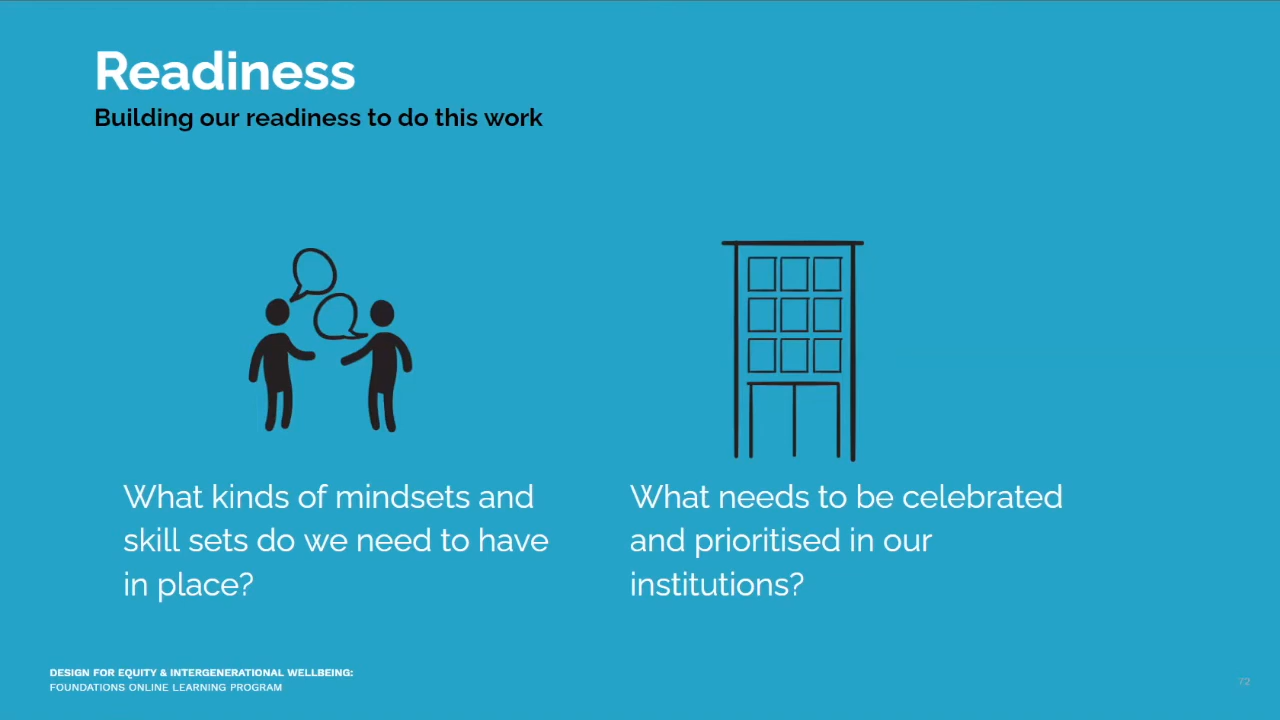 Readiness
Building our readiness to do this work
What kinds of mindsets and
skill sets do we need to have
in place?
What needs to be celebrated
and prioritised in our
institutions?
DESIGN FOR EQUITY & INTERGENERATIONAL WELLBEING:
FOUNDATIONS ONLINE LEARNING PROGRAM
72